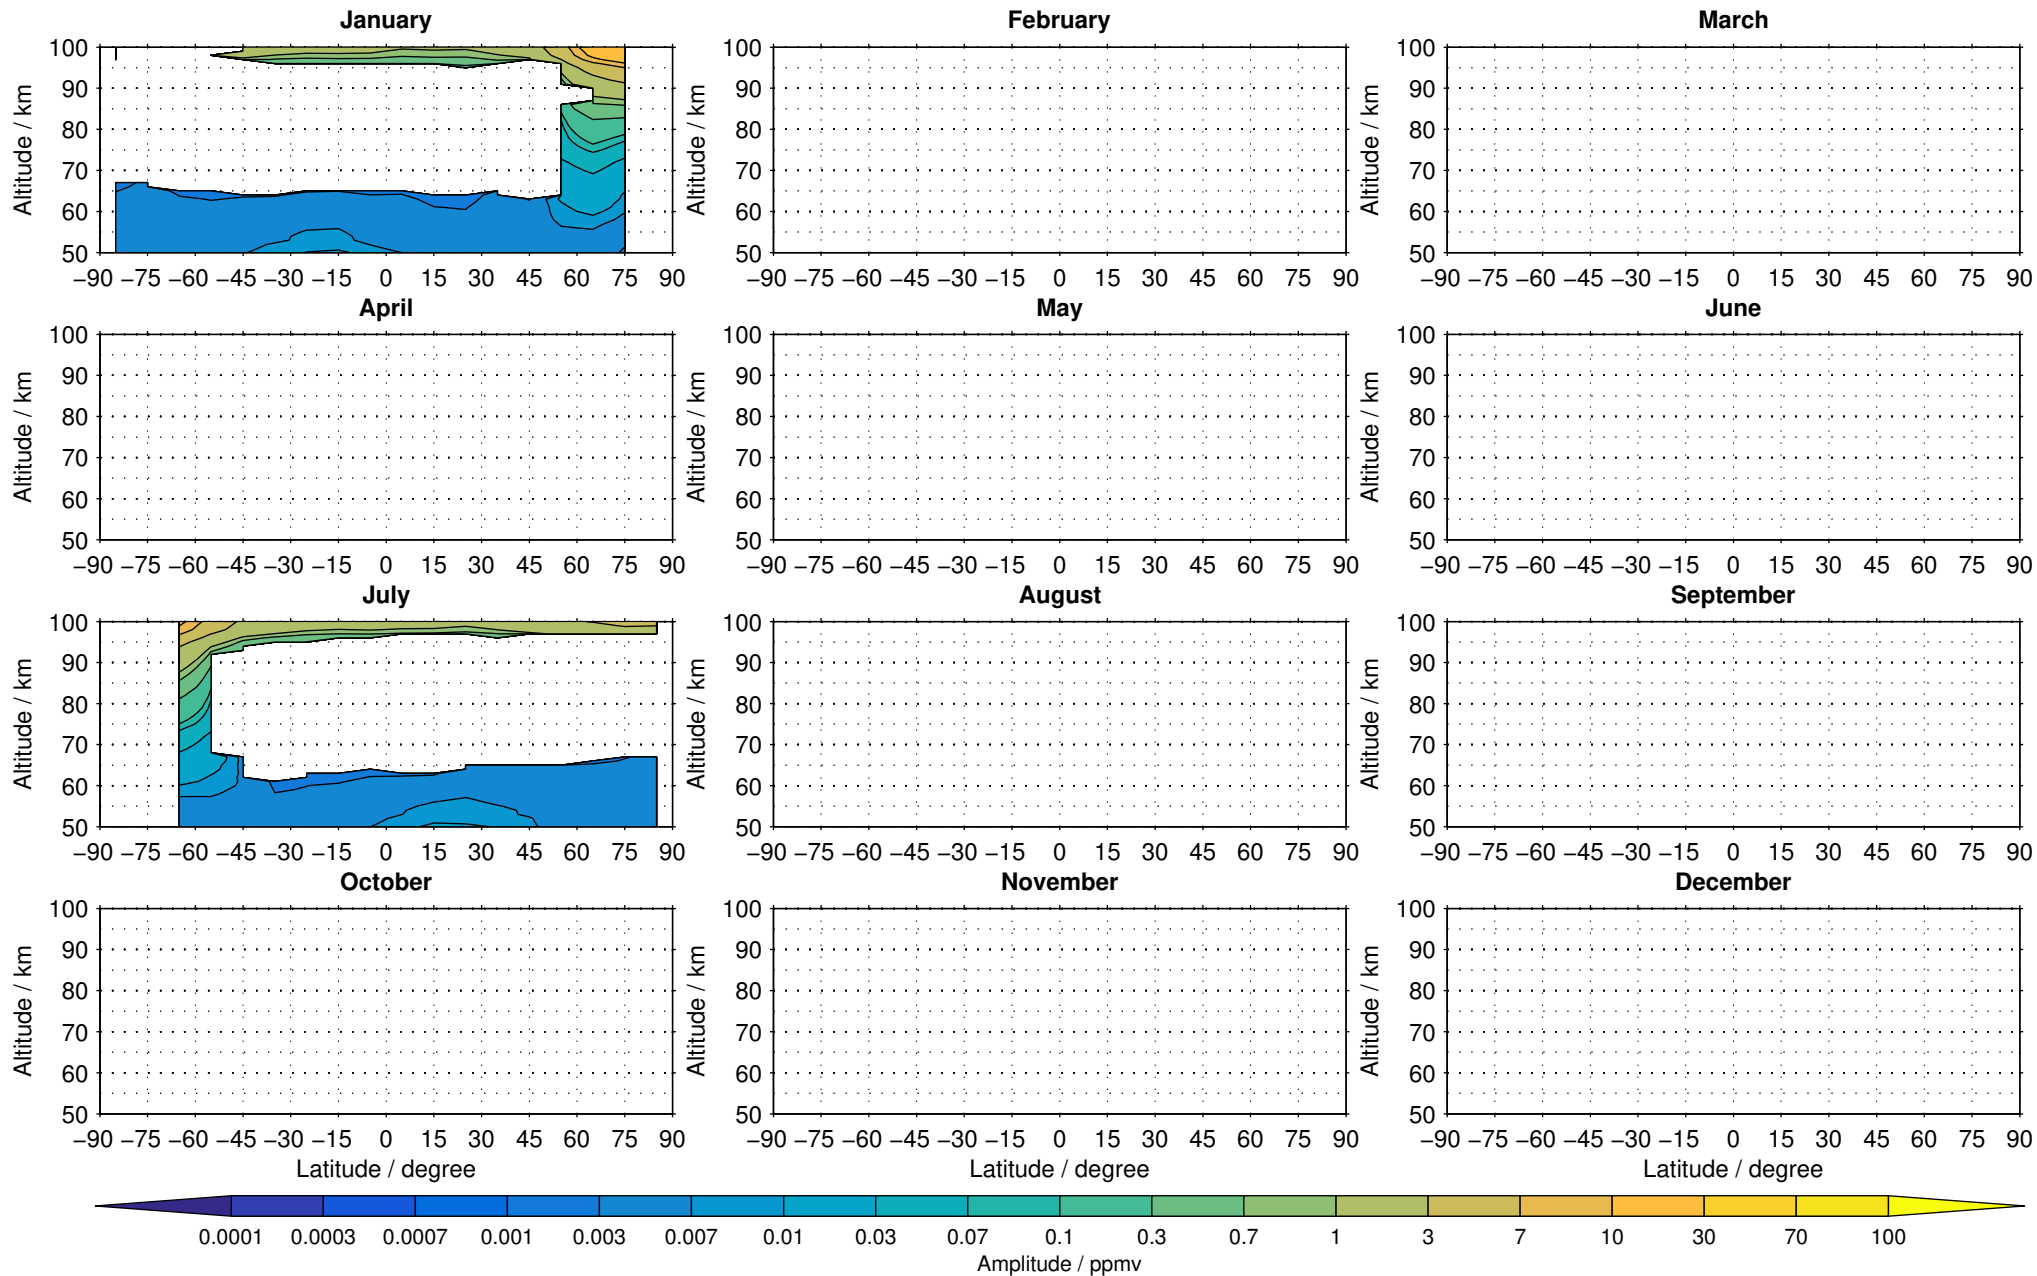 January February March
100 100 100
90 90 90
80 80 80
70 70 70
60 60 60
50 50 50
Altitude / km Altitude / km Altitude / km
−90 −75 −60 −45 −30 −15 0 15 30 45 60 75 90 −90 −75 −60 −45 −30 −15 0 15 30 45 60 75 90 −90 −75 −60 −45 −30 −15 0 15 30 45 60 75 90
April May June
100 100 100
90 90 90
80 80 80
70 70 70
60 60 60
50 50 50
Altitude / km Altitude / km Altitude / km
−90 −75 −60 −45 −30 −15 0 15 30 45 60 75 90 −90 −75 −60 −45 −30 −15 0 15 30 45 60 75 90 −90 −75 −60 −45 −30 −15 0 15 30 45 60 75 90
July August September
100 100 100
90 90 90
80 80 80
70 70 70
60 60 60
50 50 50
Altitude / km Altitude / km Altitude / km
−90 −75 −60 −45 −30 −15 0 15 30 45 60 75 90 −90 −75 −60 −45 −30 −15 0 15 30 45 60 75 90 −90 −75 −60 −45 −30 −15 0 15 30 45 60 75 90
October November December
100 100 100
90 90 90
80 80 80
70 70 70
60 60 60
50 50 50
Altitude / km Altitude / km Altitude / km
−90 −75 −60 −45 −30 −15 0 15 30 45 60 75 90 −90 −75 −60 −45 −30 −15 0 15 30 45 60 75 90 −90 −75 −60 −45 −30 −15 0 15 30 45 60 75 90
Latitude / degree Latitude / degree Latitude / degree
0.0001 0.0003 0.0007 0.001 0.003 0.007 0.01 0.03 0.07 0.1 0.3 0.7 1 3 7 10 30 70 100
Amplitude / ppmv